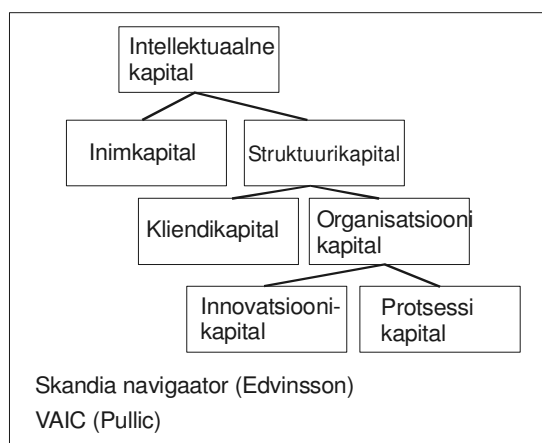 Intellektuaalne
kapital
Inimkapital
Struktuurikapital
Kliendikapital
Organisatsiooni
kapital
Innovatsiooni-
kapital
Protsessi
kapital
Skandia navigaator (Edvinsson)
VAIC (Pullic)